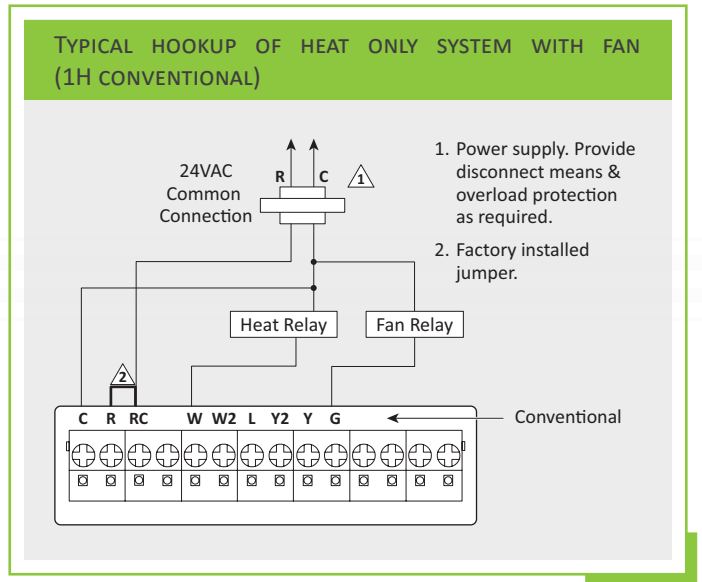 TYPICAL HOOKUP OF HEAT ONLY SYSTEM WITH FAN
(1H CONVENTIONAL)
24VAC
Common
Connection
R C 1
1. Power supply. Provide
disconnect means &
overload protection
as required.
2. Factory installed
jumper.
Heat Relay Fan Relay
2
C R RC W W2 L Y2 Y G
Conventional